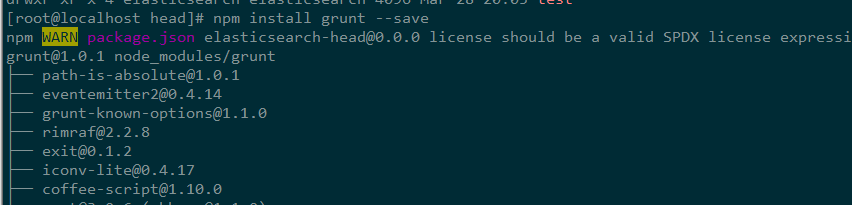 [root@localhost head]# npm install grunt --save
npm WARN package.json elasticsearch-head@0.0.0 license should be a valid SPDX license expressi
grunt@1.0.1 node_modules/grunt
├── path-is-absolute@1.0.1
├── eventemitter2@0.4.14
├── grunt-known-options@1.1.0
├── rimraf@2.2.8
├── exit@0.1.2
├── iconv-lite@0.4.17
├── coffee-script@1.10.0